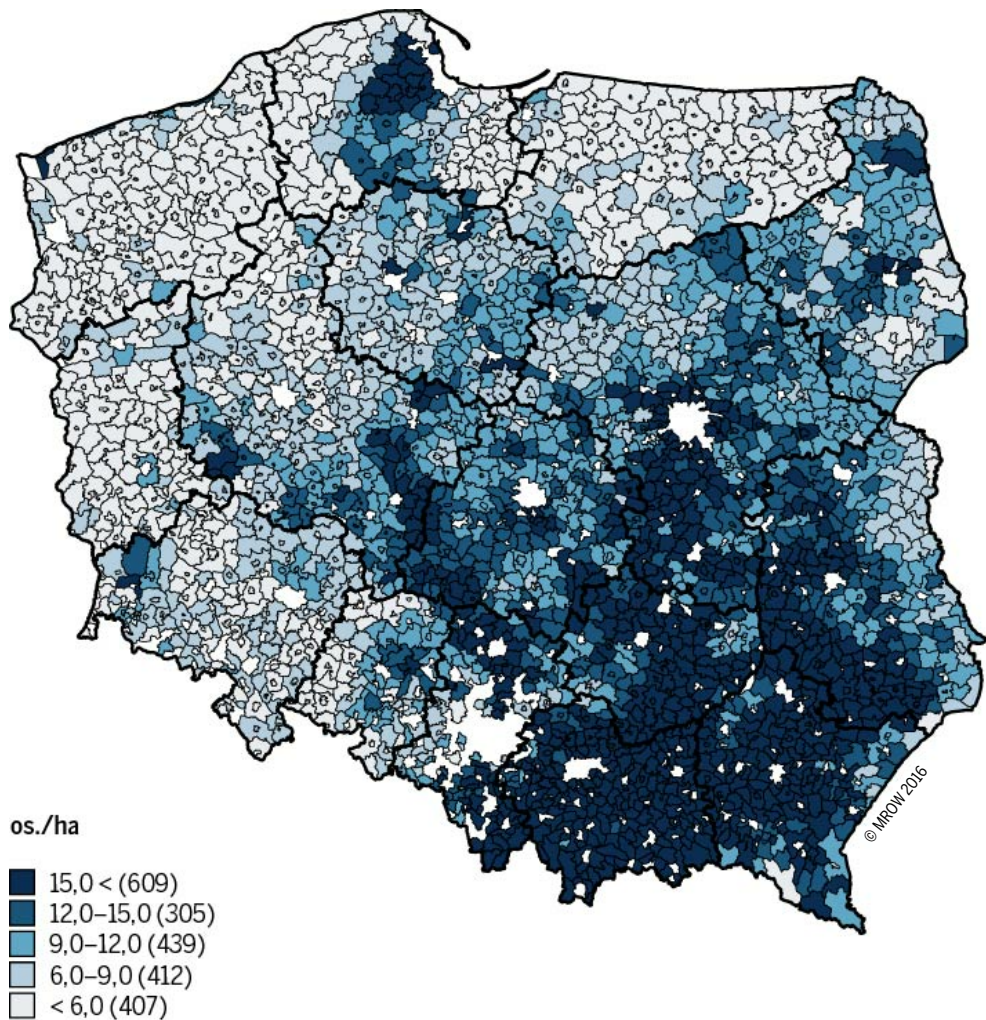 © MROW 2016
os./ha
15,0 < (609)
12,0–15,0 (305)
9,0–12,0 (439)
6,0–9,0 (412)
< 6,0 (407)